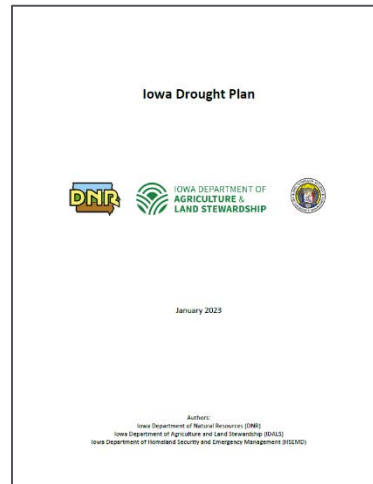 Iowa Drought Plan
DNR
IOWA DEPARTMENT OF
AGRICULTURE &
LAND STEWARDSHIP
January 2023
Authors:
Iowa Department of Natural Resources (DNR)
Iowa Department of Agriculture and Land Stewardship (IDALS)
Iowa Department of Homeland Security and Emergency Management (HSEMD)